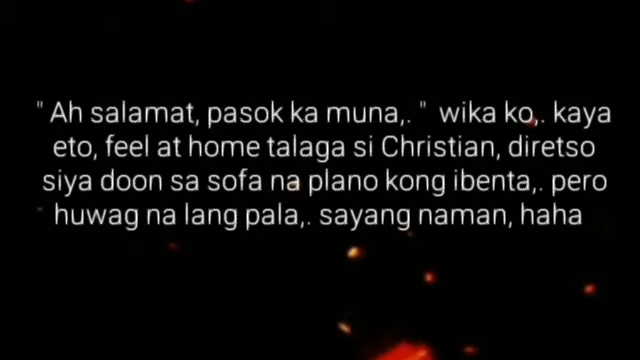 " Ah salamat, pasok ka muna,. " wika ko,. kaya
eto, feel at home talaga si Christian, diretso
siya doon sa sofa na plano kong ibenta,. pero
huwag na lang pala,. sayang naman, haha